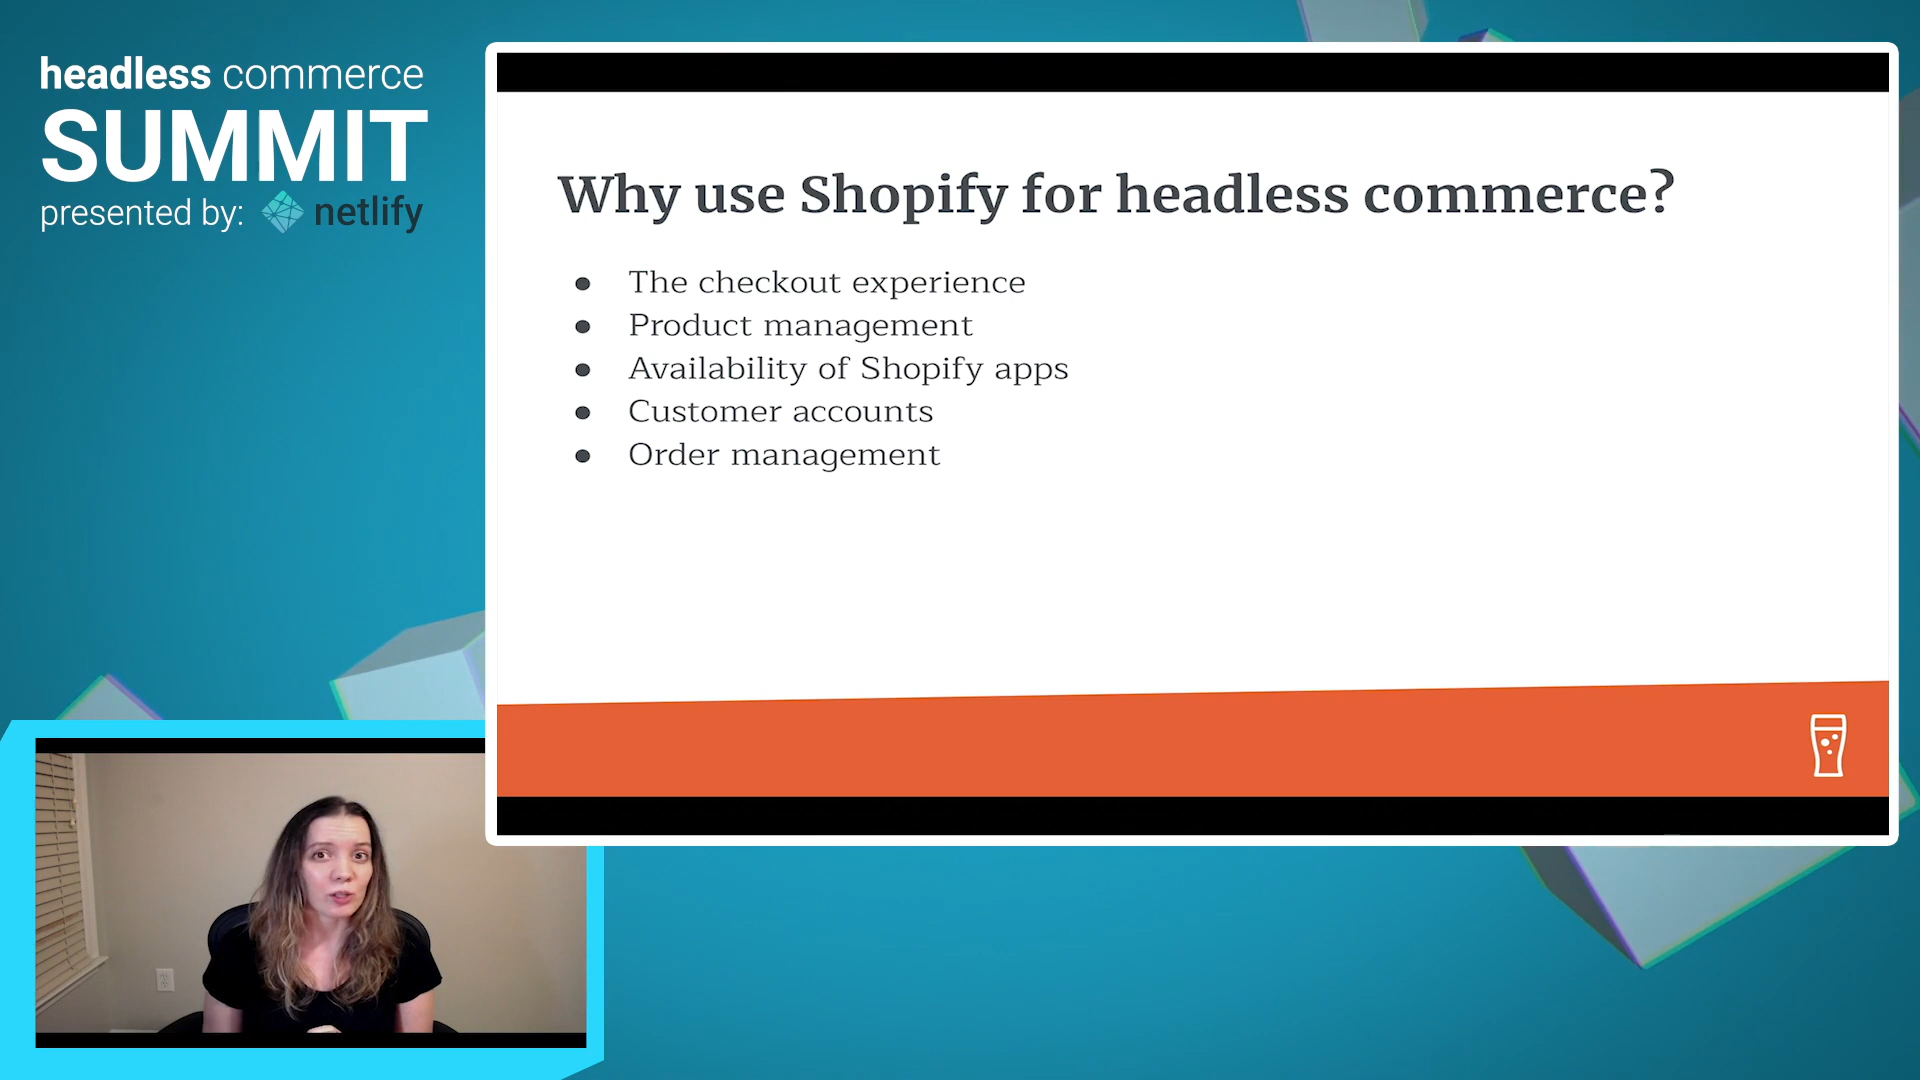 headless commerce
SUMMIT
presented by: netlify
Why use Shopify for headless commerce?
● The checkout experience
● Product management
● Availability of Shopify apps
● Customer accounts
● Order management